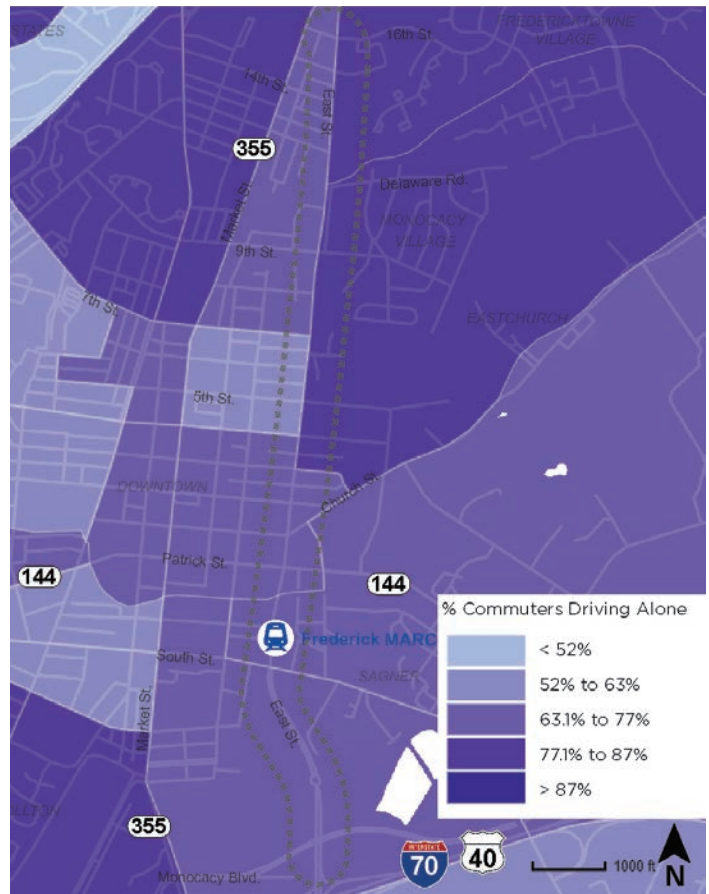 STATES
FREDERICKTOWNE
VILLAGE
16th St.
14th St.
East St.
355
Delaware Rd.
Market St.
MONOCACY
VILLAGE
9th St.
7th St.
EASTCHURCH
5th St.
DOWNTOWN
Church St.
Patrick St.
144
144
% Commuters Driving Alone
< 52%
52% to 63%
63.1% to 77%
77.1% to 87%
> 87%
Frederick MARC
South St.
SAGNER
East St.
Market St.
LLTON
355
Monocacy Blvd.
INTERSTATE
70
40
1000 ft
N